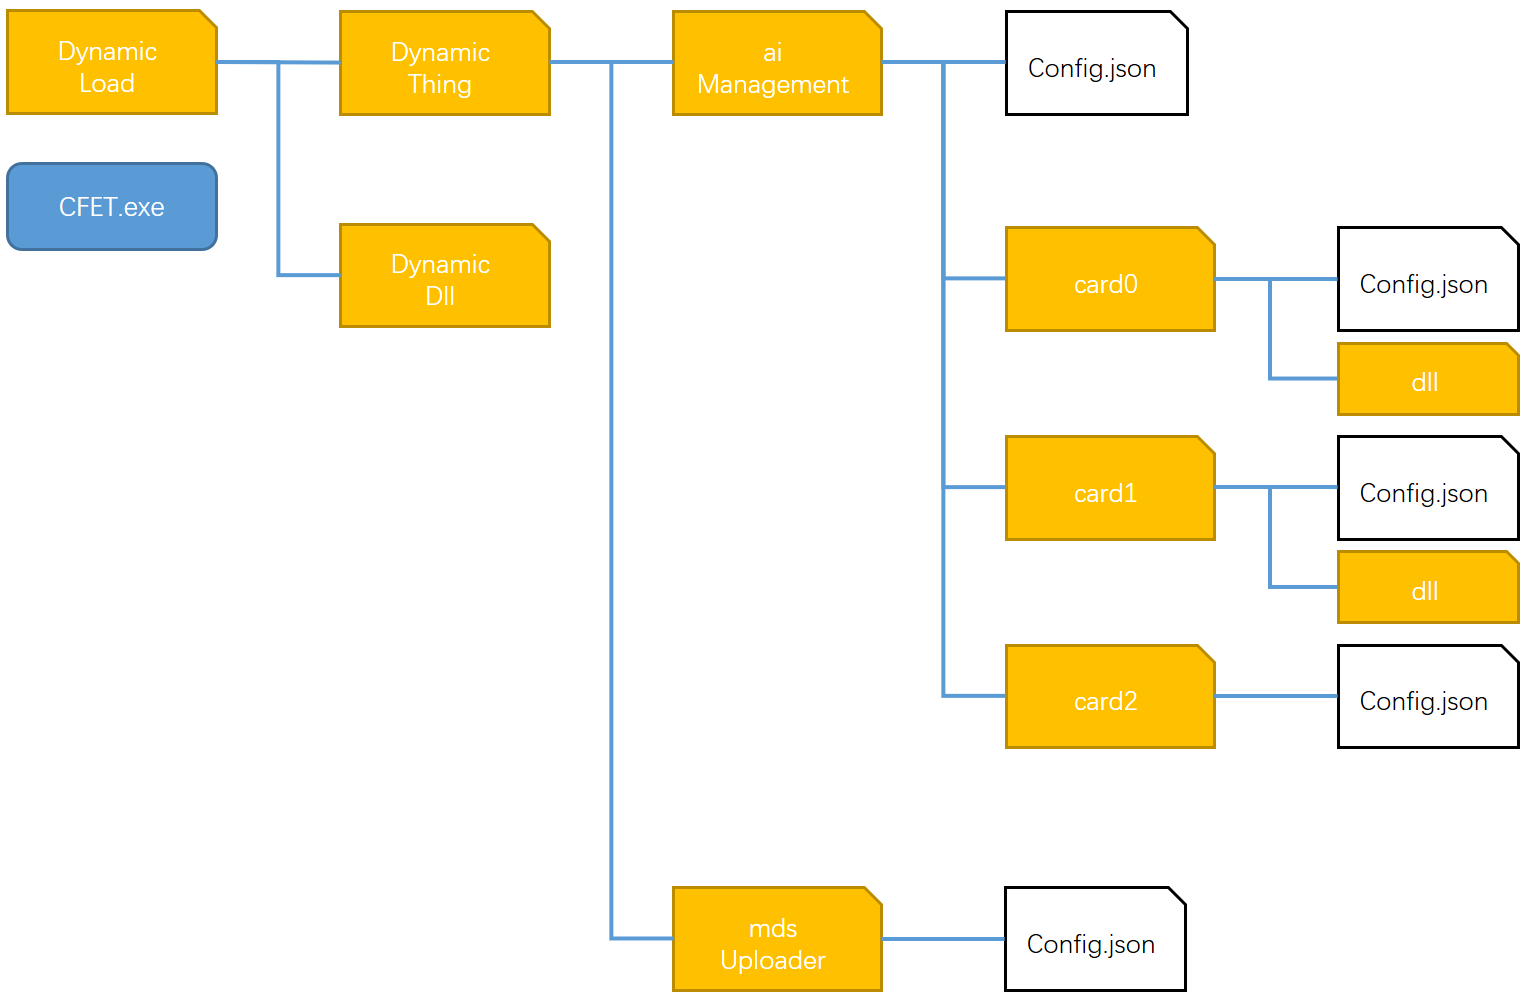 Dynamic
Load
Dynamic
Thing
ai
Management
Config.json
CFET.exe
Dynamic
Dll
card0
Config.json
dll
card1
Config.json
dll
card2
Config.json
mds
Uploader
Config.json